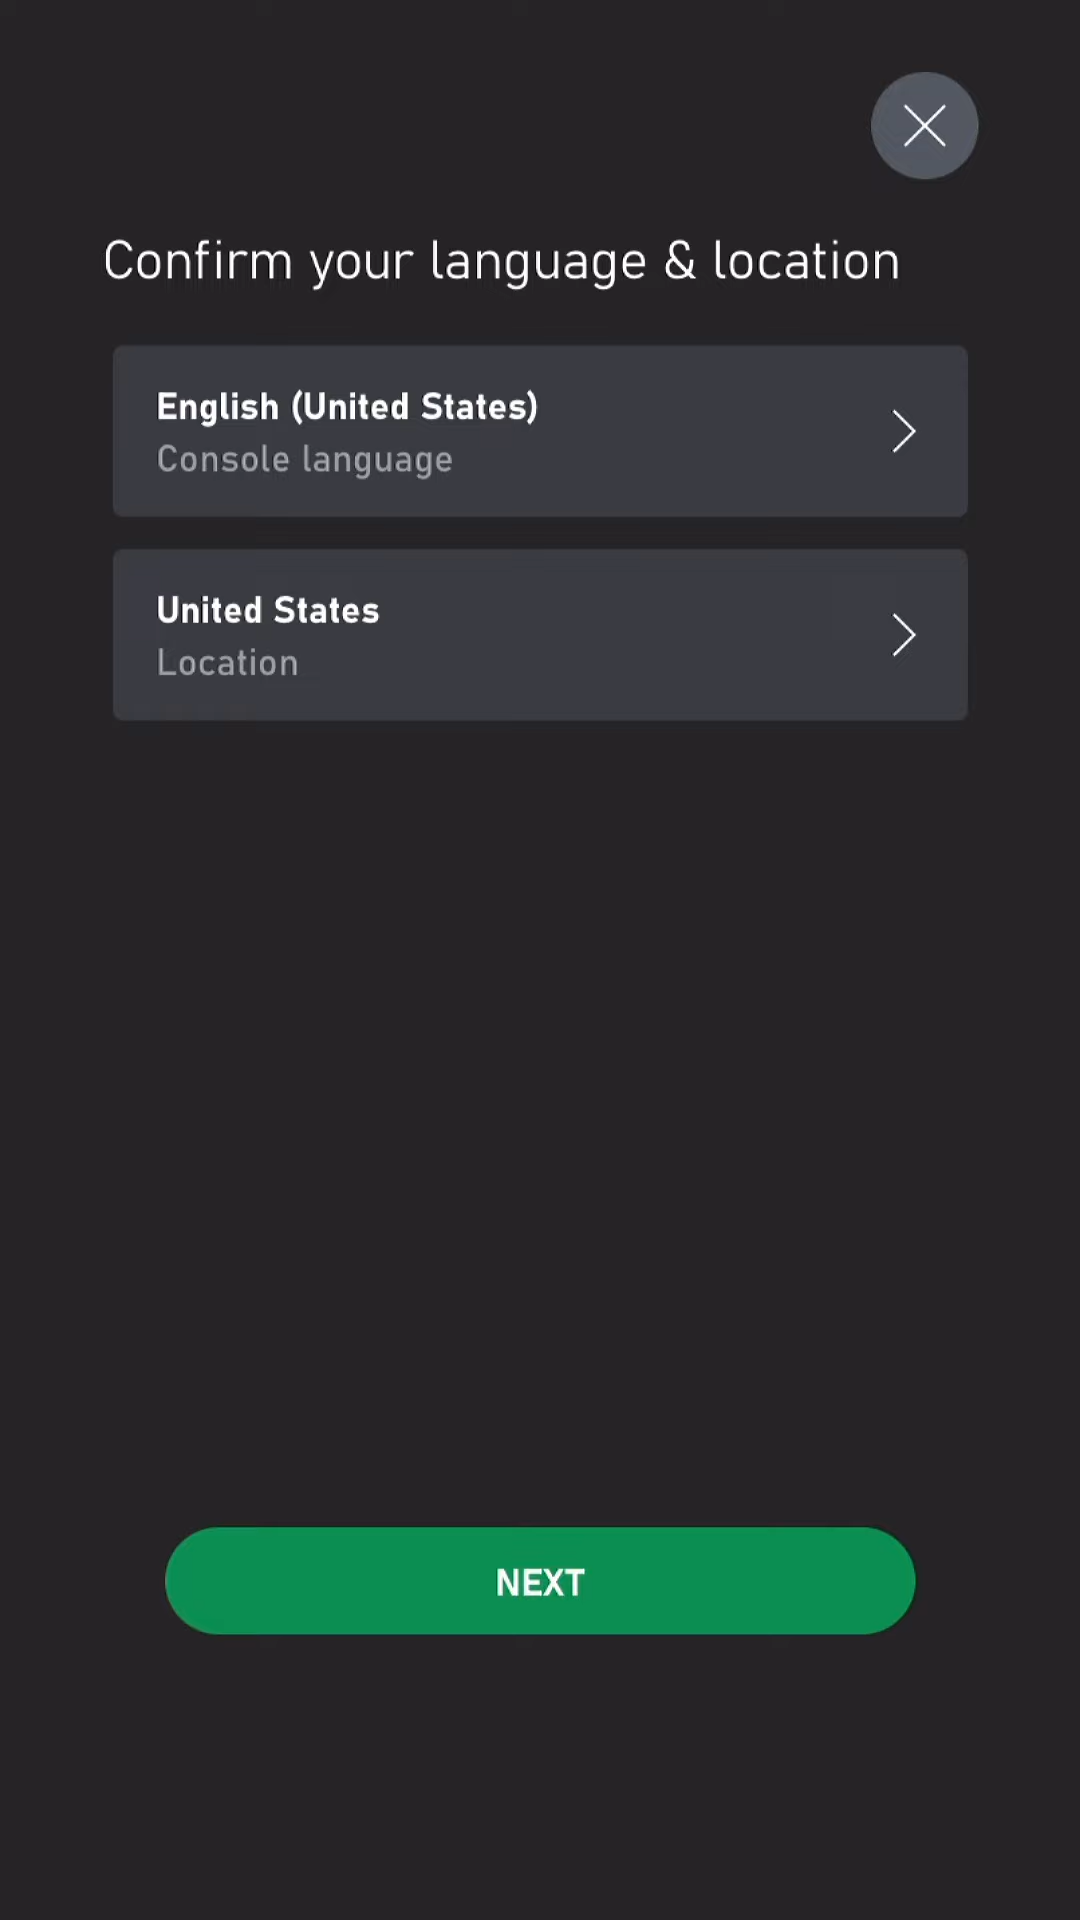 Confirm your language & location
English (United States)
Console language
United States
Location
NEXT